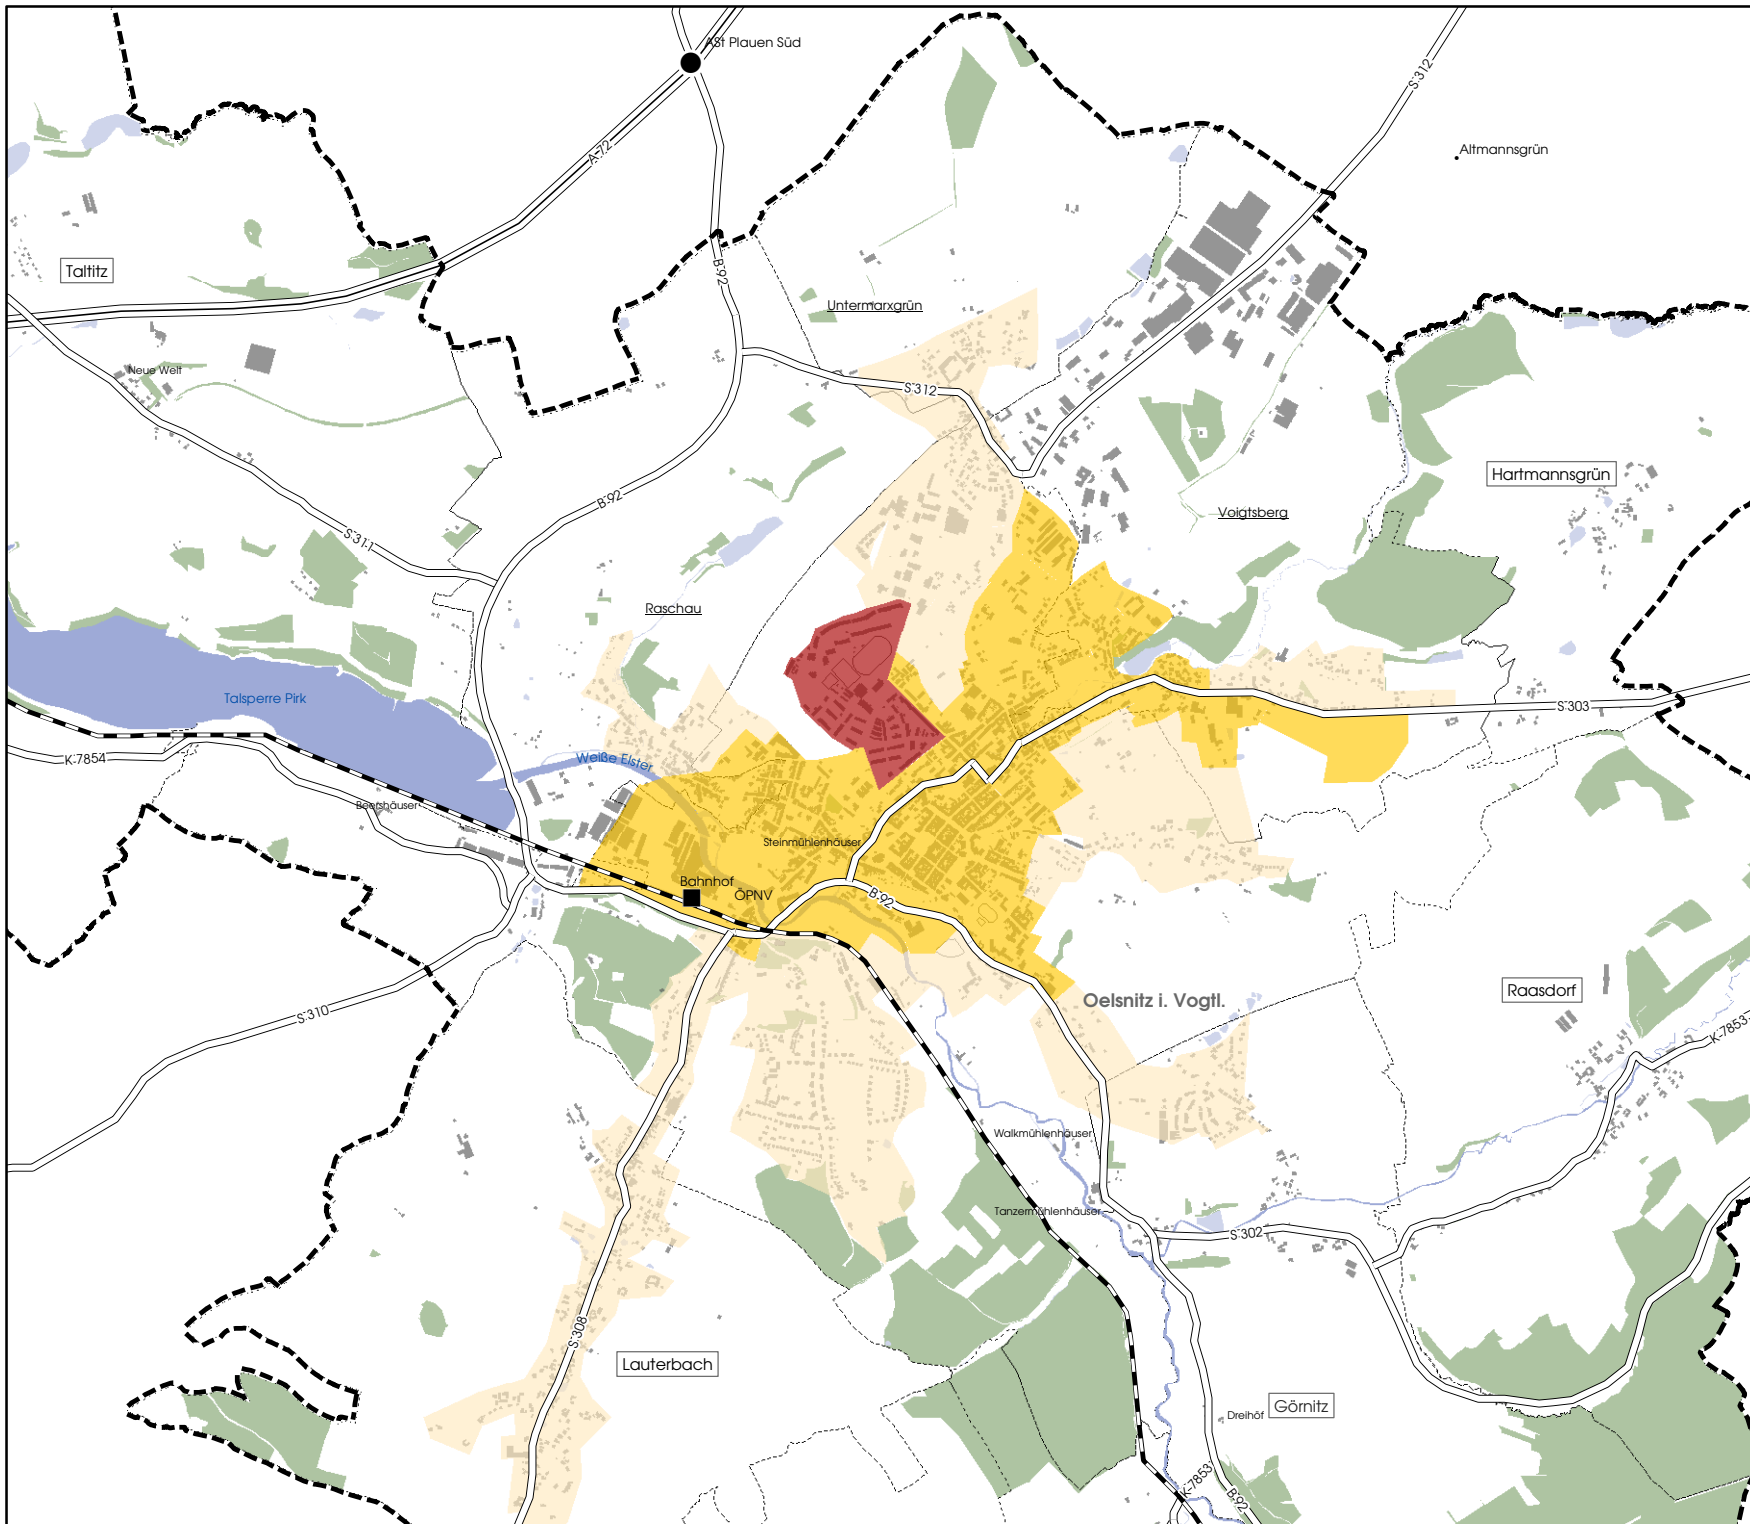 ASt Plauen Süd
S 312
Altmannsgrün
A 72
Taltitz
B 92
Untermarxgrün
Neue Welt
S 312
Hartmannsgrün
B 92
Voigtsberg
S 311
Raschau
Talsperre Pirk
S 303
K 7854
Weiße Elster
Beershäuser
Steinmühlenhäuser
Bahnhof
ÖPNV
B 92
Raasdorf
Oelsnitz i. Vogtl.
S 310
K 7853
Walkmühlenhäuser
Tanzermühlenhäuser
S 302
S 308
Lauterbach
Görnitz
Dreihöf
K 7853
B 92